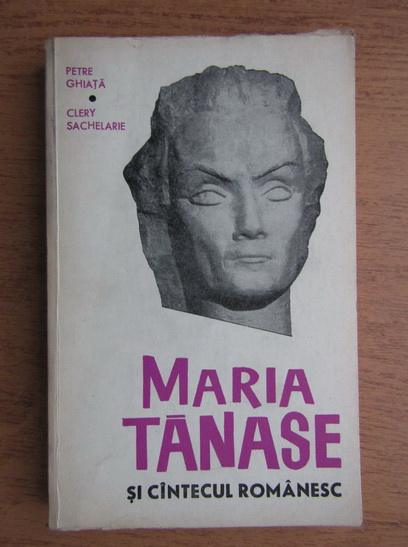 PETRE
GHIAȚĂ
CLERY
SACHELARIE
MARIA
TĂNASE
ȘI CÎNTECUL ROMÂNESC